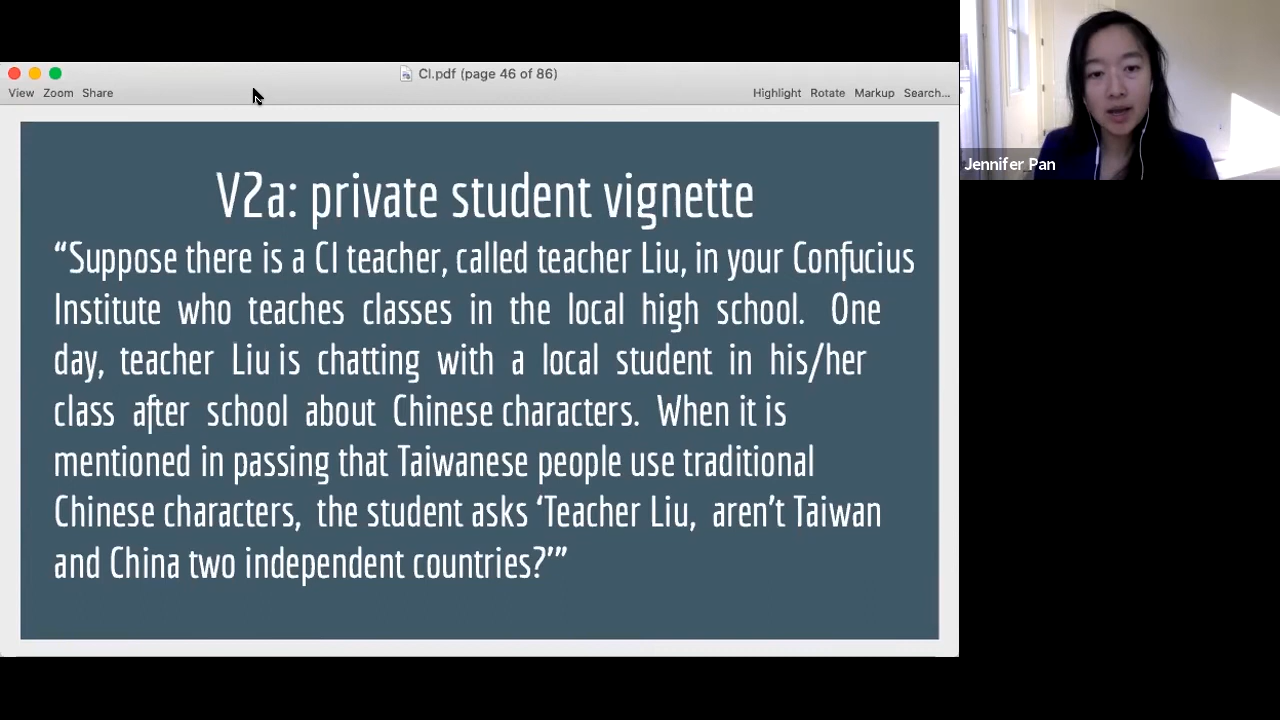 CI.pdf (page 46 of 86)
View Zoom Share Highlight Rotate Markup Search...
V2a: private student vignette
“Suppose there is a CI teacher, called teacher Liu, in your Confucius
Institute who teaches classes in the local high school. One
day, teacher Liu is chatting with a local student in his/her
class after school about Chinese characters. When it is
mentioned in passing that Taiwanese people use traditional
Chinese characters, the student asks ‘Teacher Liu, aren’t Taiwan
and China two independent countries?’”
Jennifer Pan